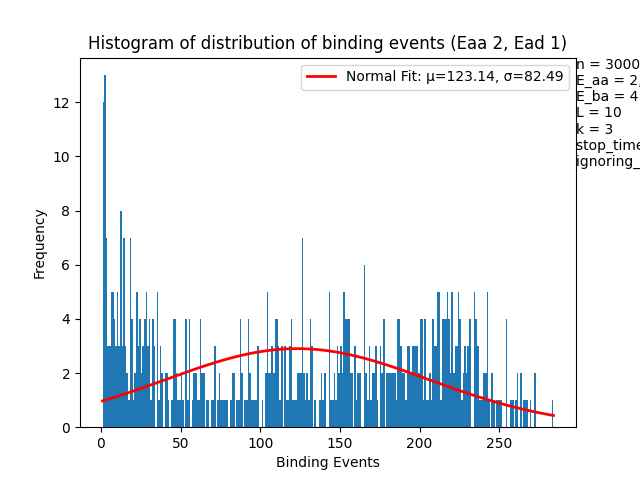 Histogram of distribution of binding events (Eaa 2, Ead 1)
Normal Fit: μ=123.14, σ=82.49
n = 3000
E_aa = 2,
E_ba = 4
L = 10
k = 3
stop_time
ignoring_
Frequency
12
10
8
6
4
2
0
0 50 100 150 200 250
Binding Events